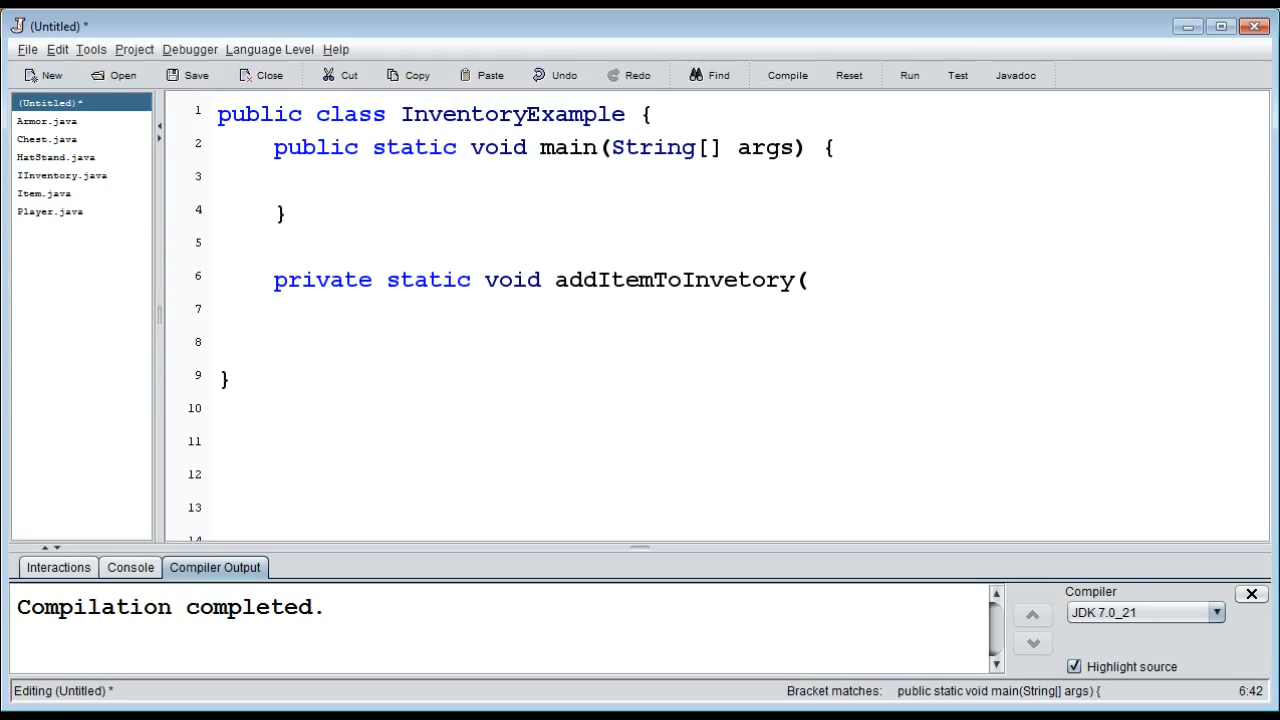 (Untitled) *
File Edit Tools Project Debugger Language Level Help
New Open Save Close Cut Copy Paste Undo Redo Find Compile Reset Run Test Javadoc
(Untitled)*
Armor.java
Chest.java
HatStand.java
IInventory.java
Item.java
Player.java
1 public class InventoryExample {
2 public static void main(String[] args) {
3
4 }
5
6 private static void addItemToInvetory(
7
8
9 }
10
11
12
13
14
Interactions Console Compiler Output
Compilation completed.
Compiler
JDK 7.0_21
Highlight source
Editing (Untitled) * Bracket matches: public static void main(String[] args) { 6:42